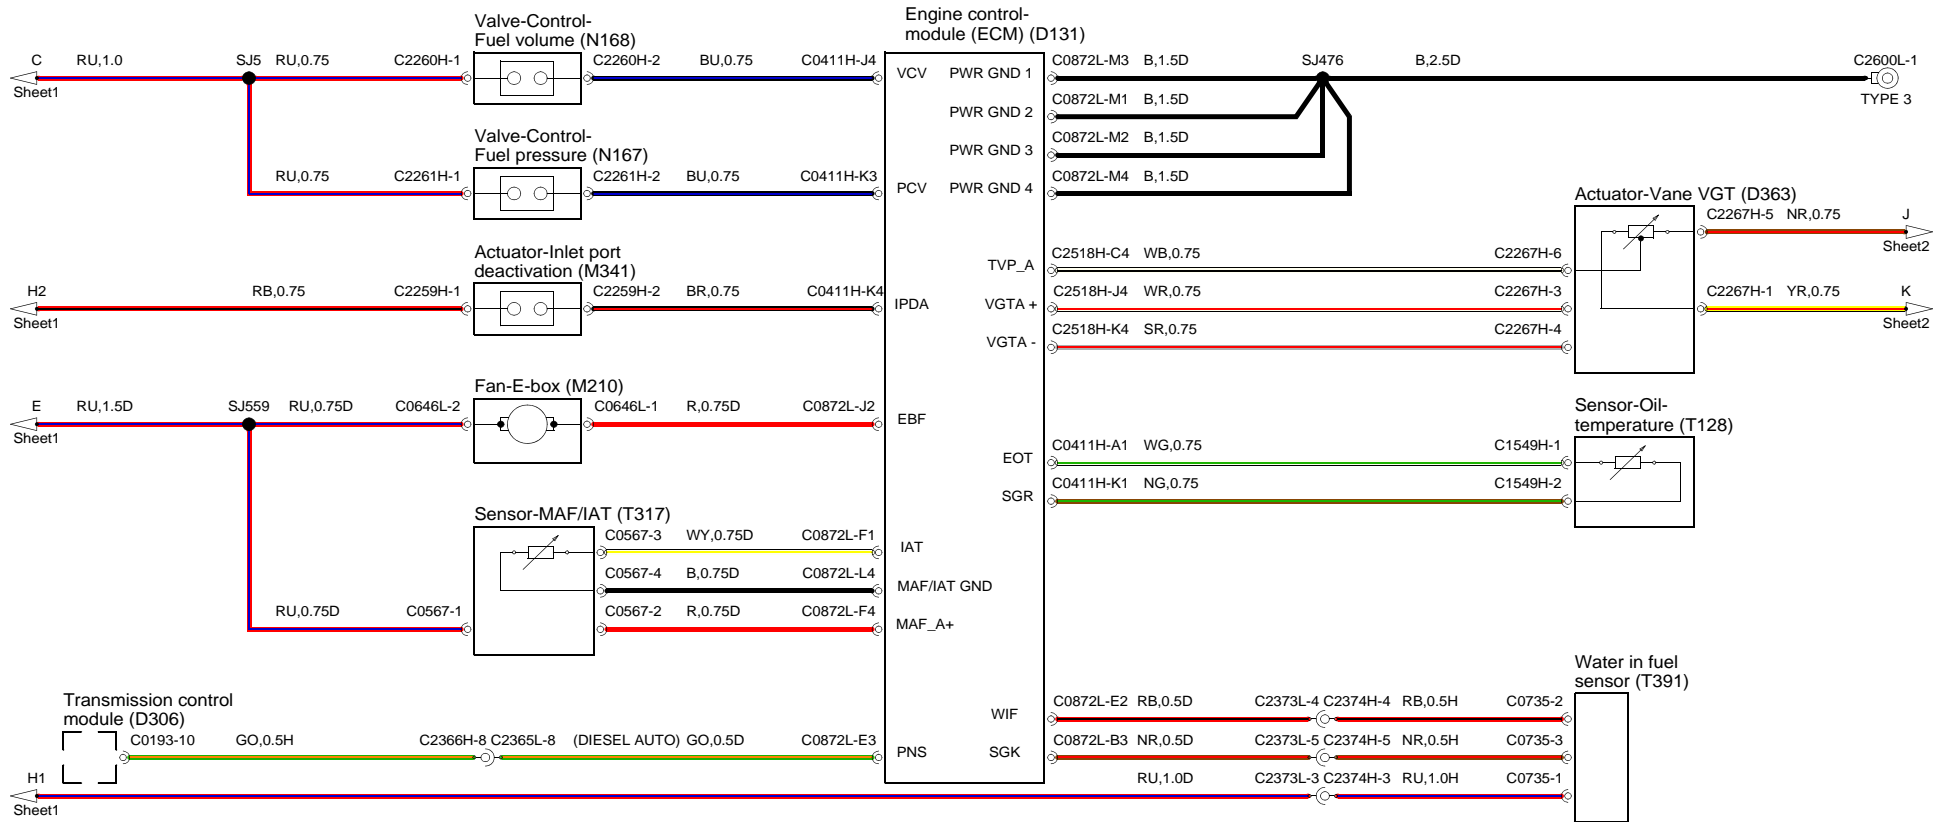 Engine control-
module (ECM) (D131)
Valve-Control-
Fuel volume (N168)
C RU,1.0 SJ5 RU,0.75 C2260H-1 C2260H-2 BU,0.75 C0411H-J4 VCV PWR GND 1 C0872L-M3 B,1.5D SJ476 B,2.5D C2600L-1
Sheet1
TYPE 3
PWR GND 2 C0872L-M1 B,1.5D
Valve-Control-
Fuel pressure (N167)
PWR GND 3 C0872L-M2 B,1.5D
RU,0.75 C2261H-1 C2261H-2 BU,0.75 C0411H-K3 PCV PWR GND 4 C0872L-M4 B,1.5D
Actuator-Vane VGT (D363)
C2267H-5 NR,0.75 J
Sheet2
Actuator-Inlet port
deactivation (M341)
TVP_A C2518H-C4 WB,0.75 C2267H-6
H2 RB,0.75 C2259H-1 C2259H-2 BR,0.75 C0411H-K4 IPDA VGTA + C2518H-J4 WR,0.75 C2267H-3 C2267H-1 YR,0.75 K
Sheet1
Sheet2
VGTA - C2518H-K4 SR,0.75 C2267H-4
Fan-E-box (M210)
E RU,1.5D SJ559 RU,0.75D C0646L-2 C0646L-1 R,0.75D C0872L-J2 EBF
Sheet1
Sensor-Oil-
temperature (T128)
EOT C0411H-A1 WG,0.75 C1549H-1
SGR C0411H-K1 NG,0.75 C1549H-2
Sensor-MAF/IAT (T317)
C0567-3 WY,0.75D C0872L-F1 IAT
C0567-4 B,0.75D C0872L-L4 MAF/IAT GND
RU,0.75D C0567-1 C0567-2 R,0.75D C0872L-F4 MAF_A+
Water in fuel
sensor (T391)
WIF C0872L-E2 RB,0.5D C2373L-4 C2374H-4 RB,0.5H C0735-2
Transmission control
module (D306)
C0193-10 GO,0.5H C2366H-8 C2365L-8 (DIESEL AUTO) GO,0.5D C0872L-E3 PNS SGK C0872L-B3 NR,0.5D C2373L-5 C2374H-5 NR,0.5H C0735-3
H1 RU,1.0D C2373L-3 C2374H-3 RU,1.0H C0735-1
Sheet1